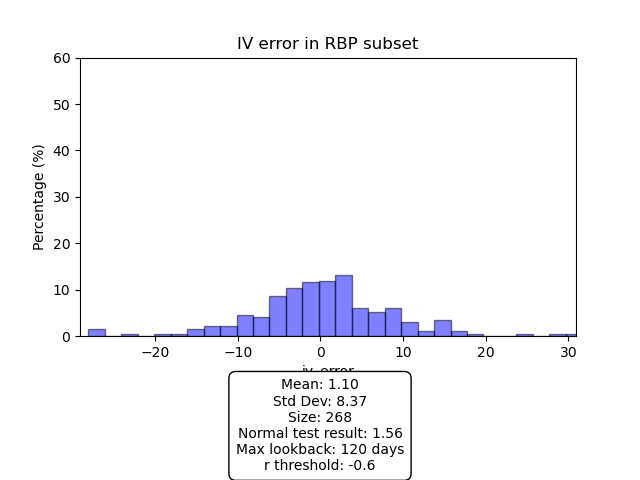 IV error in RBP subset
60
50
40
30
20
10
0
Percentage (%)
−20 −10 0 10 20 30
iv_error
Mean: 1.10
Std Dev: 8.37
Size: 268
Normal test result: 1.56
Max lookback: 120 days
r threshold: -0.6